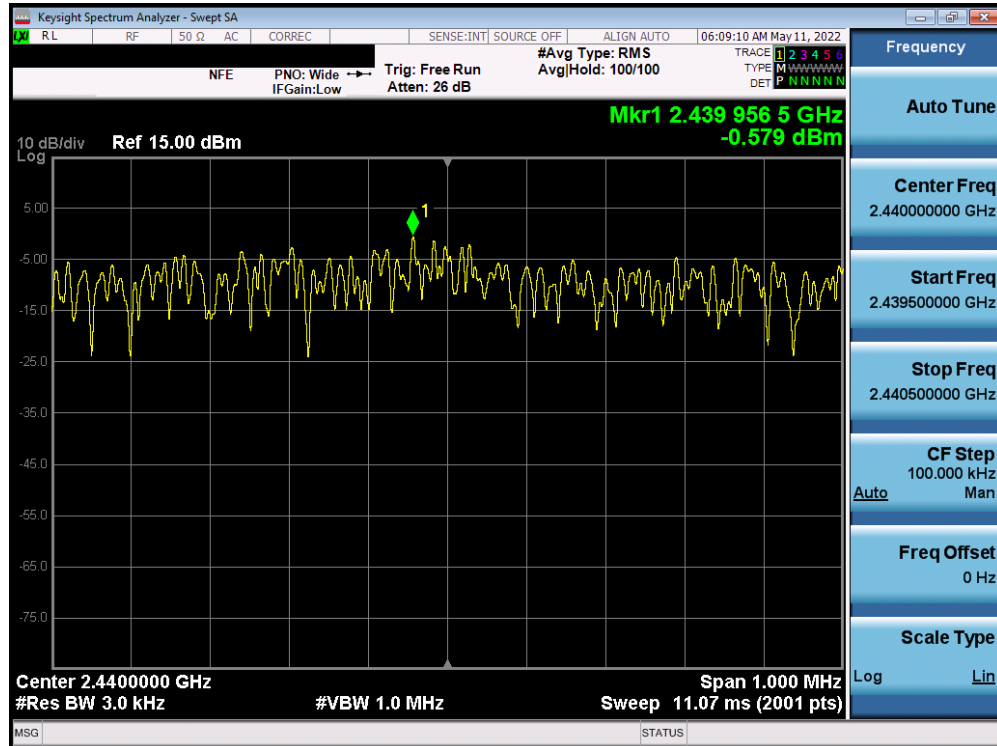 Keysight Spectrum Analyzer - Swept SA
LXI RL RF 50 Ω AC CORREC SENSE:INT SOURCE OFF ALIGN AUTO 06:09:10 AM May 11, 2022
NFE PNO: Wide Trig: Free Run #Avg Type: RMS TRACE 1 2 3 4 5 6
IFGain:Low Atten: 26 dB Avg|Hold: 100/100 TYPE M WWWWW
DET P N N N N N
Mkr1 2.439 956 5 GHz
-0.579 dBm
10 dB/div Ref 15.00 dBm
Log
1
5.00
-5.00
-15.0
-25.0
-35.0
-45.0
-55.0
-65.0
-75.0
Center 2.4400000 GHz Span 1.000 MHz
#Res BW 3.0 kHz #VBW 1.0 MHz Sweep 11.07 ms (2001 pts)
MSG STATUS
Frequency
Auto Tune
Center Freq
2.440000000 GHz
Start Freq
2.439500000 GHz
Stop Freq
2.440500000 GHz
CF Step
100.000 kHz
Auto Man
Freq Offset
0 Hz
Scale Type
Log Lin